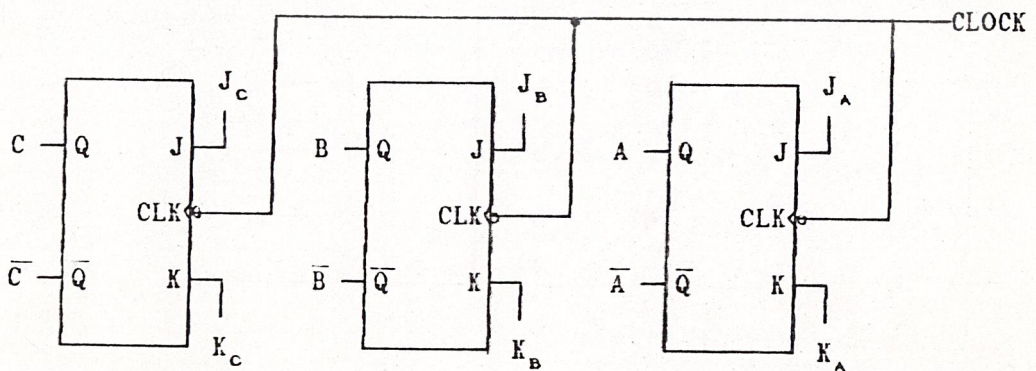 CLOCK
J_C J_B J_A
C Q J B Q J A Q J
CLK CLK CLK
C̅ Q̅ K B̅ Q̅ K A̅ Q̅ K
K_C K_B K_A